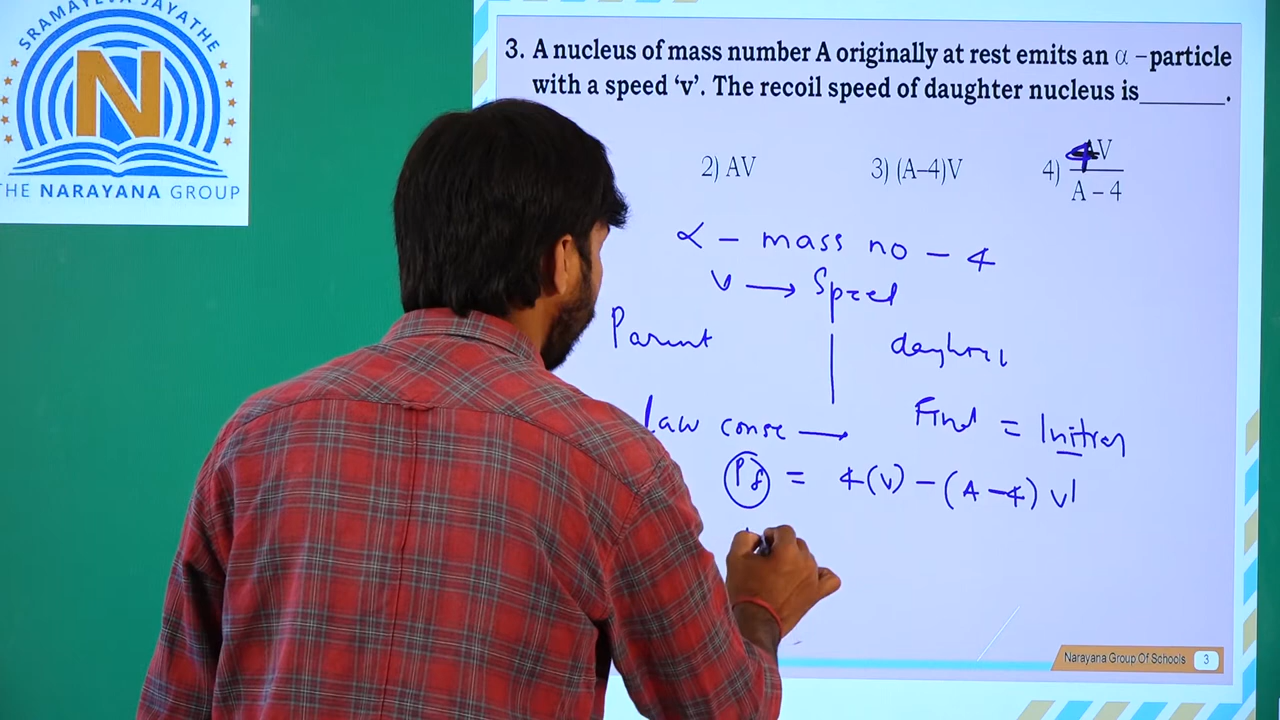 SRAMAYEVA JAYATHE
N
THE NARAYANA GROUP
3. A nucleus of mass number A originally at rest emits an α – particle
with a speed ‘v’. The recoil speed of daughter nucleus is________.
2) AV
3) (A–4)V
4) 4V
A – 4
α – mass no – 4
v → Speed
Parent
Law conse → Final = Initial
Pf = 4(v) – (A – 4) v'
Narayana Group Of Schools 3